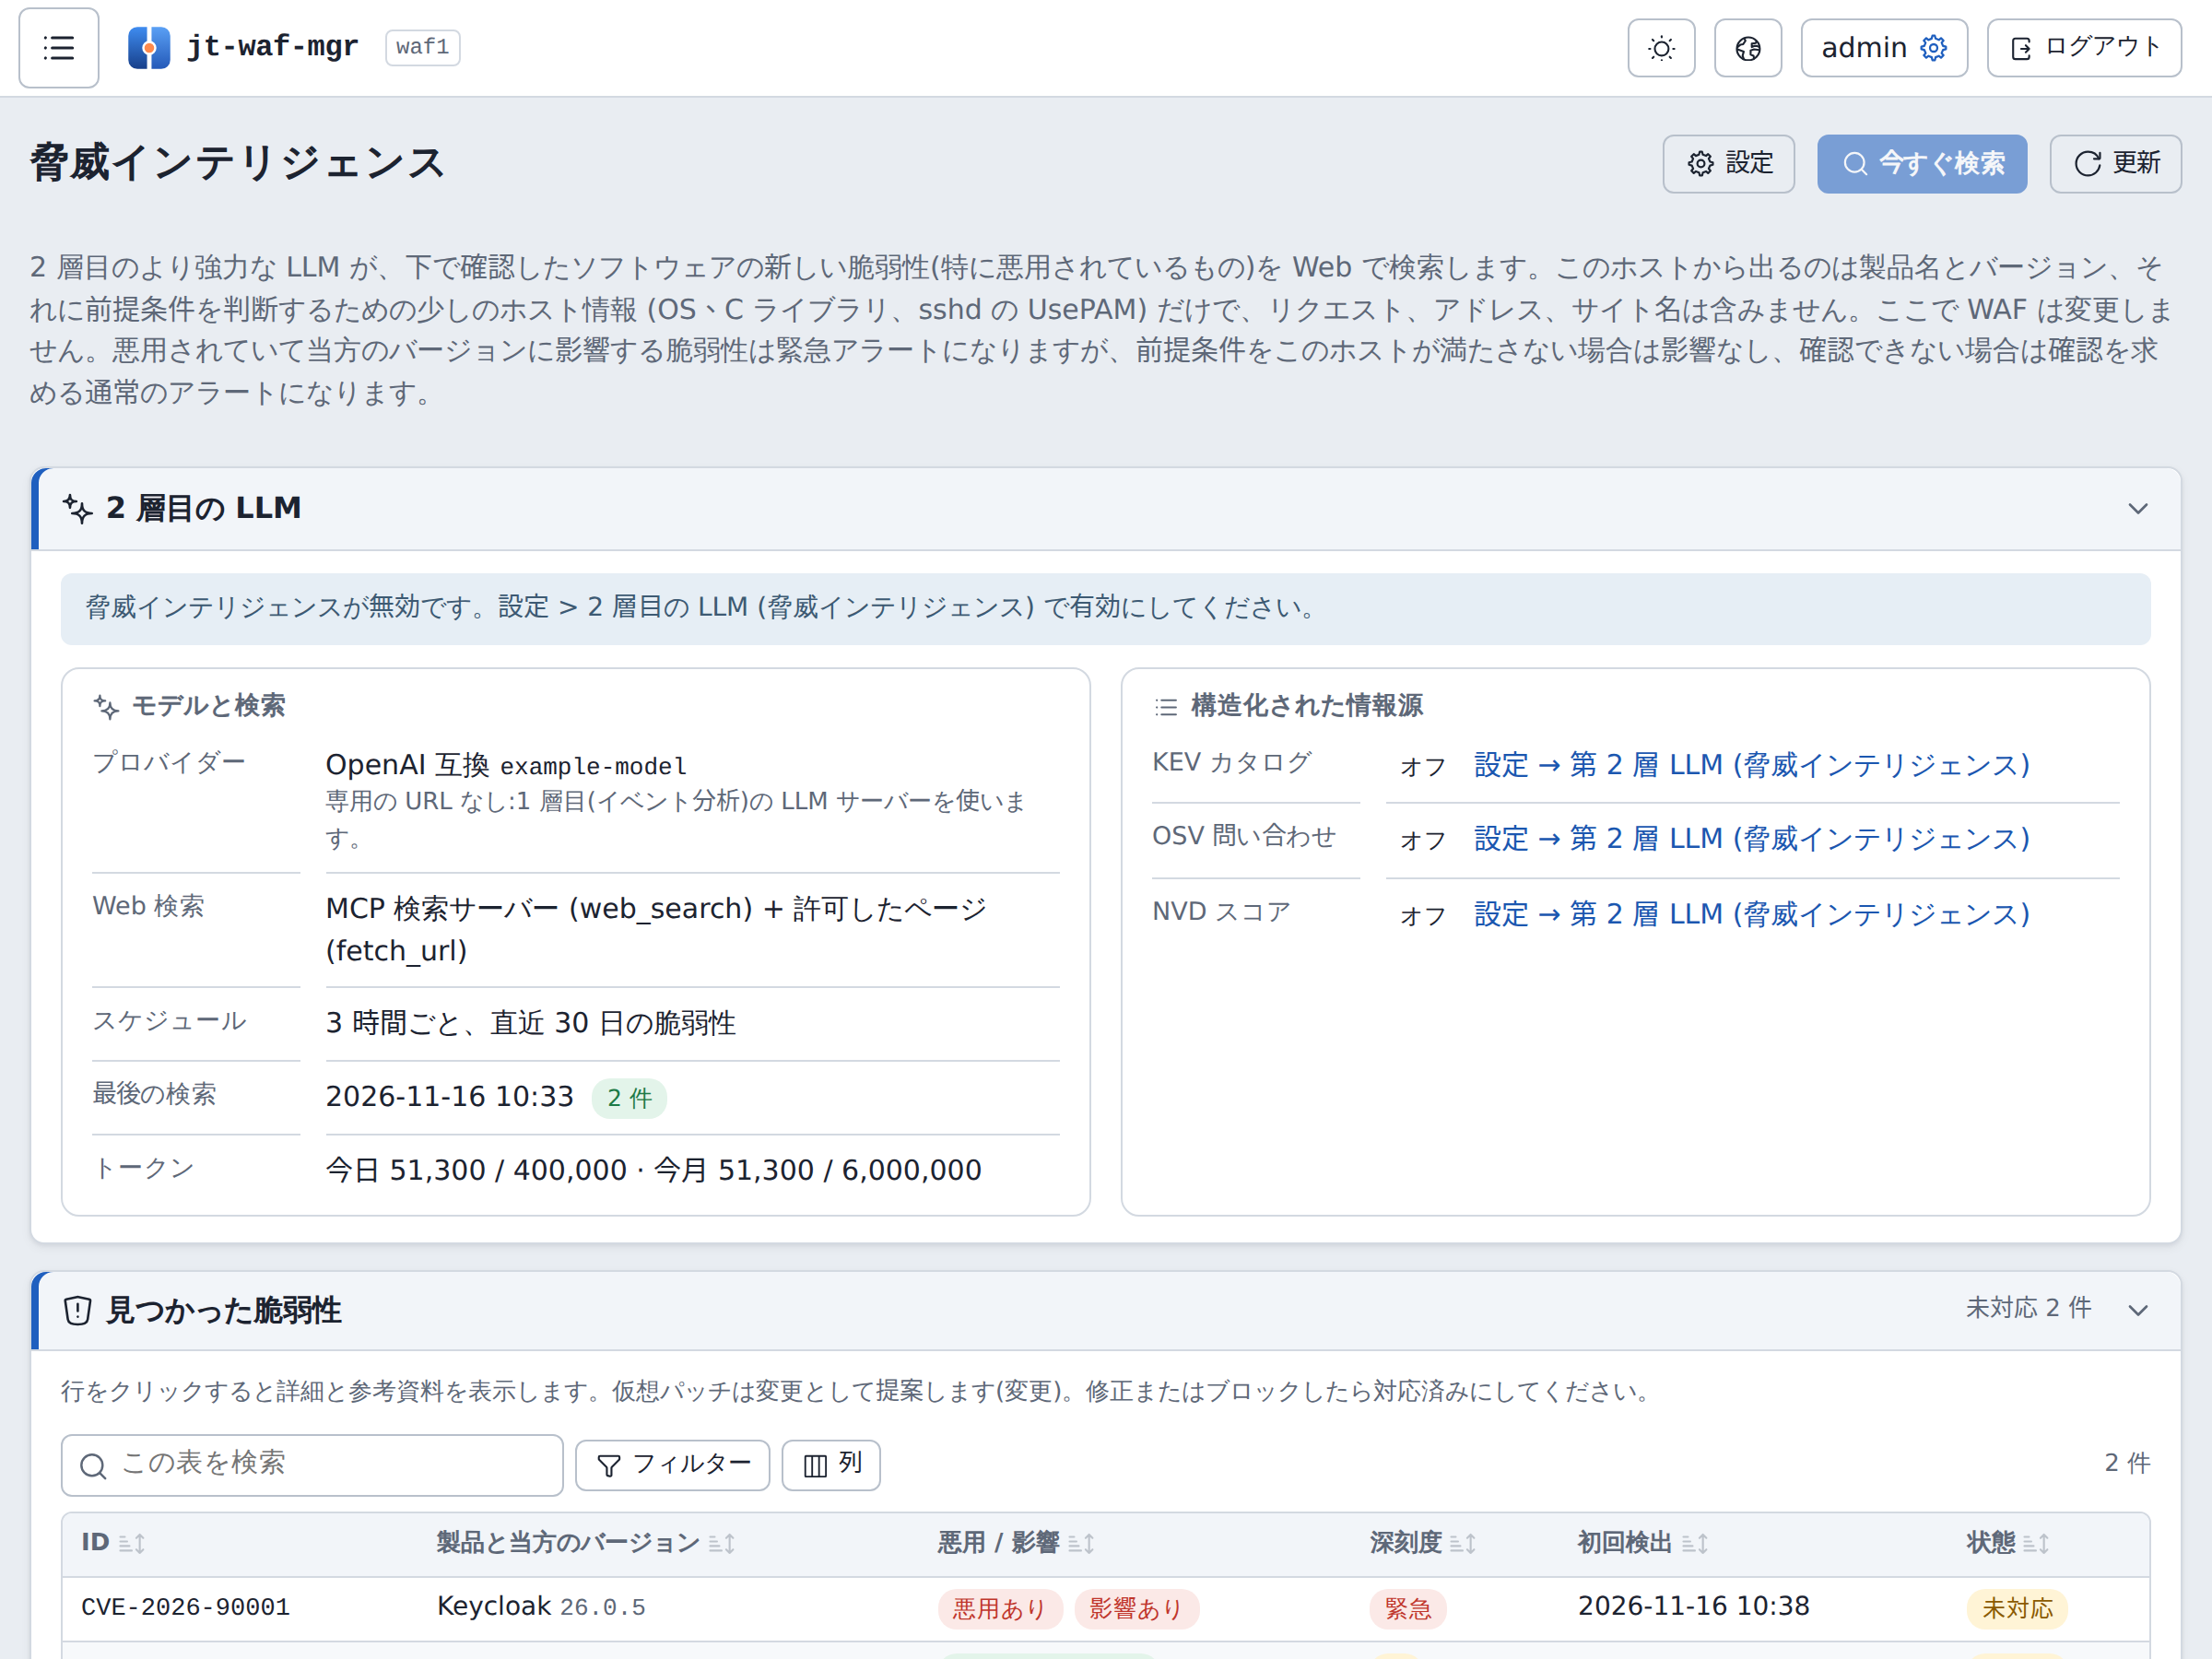 jt-waf-mgr waf1 admin ログアウト
脅威インテリジェンス 設定 今すぐ検索 更新
2 層目のより強力な LLM が、下で確認したソフトウェアの新しい脆弱性(特に悪用されているもの)を Web で検索します。このホストから出るのは製品名とバージョン、そ
れに前提条件を判断するための少しのホスト情報 (OS、C ライブラリ、sshd の UsePAM) だけで、リクエスト、アドレス、サイト名は含みません。ここで WAF は変更しま
せん。悪用されていて当方のバージョンに影響する脆弱性は緊急アラートになりますが、前提条件をこのホストが満たさない場合は影響なし、確認できない場合は確認を求
める通常のアラートになります。
2 層目の LLM
脅威インテリジェンスが無効です。設定 > 2 層目の LLM (脅威インテリジェンス) で有効にしてください。
モデルと検索
プロバイダー OpenAI 互換 example-model
専用の URL なし:1 層目(イベント分析)の LLM サーバーを使いま
す。
Web 検索 MCP 検索サーバー (web_search) + 許可したページ
(fetch_url)
スケジュール 3 時間ごと、直近 30 日の脆弱性
最後の検索 2026-11-16 10:33 2 件
トークン 今日 51,300 / 400,000 · 今月 51,300 / 6,000,000
構造化された情報源
KEV カタログ オフ 設定 → 第 2 層 LLM (脅威インテリジェンス)
OSV 問い合わせ オフ 設定 → 第 2 層 LLM (脅威インテリジェンス)
NVD スコア オフ 設定 → 第 2 層 LLM (脅威インテリジェンス)
見つかった脆弱性 未対応 2 件
行をクリックすると詳細と参考資料を表示します。仮想パッチは変更として提案します(変更)。修正またはブロックしたら対応済みにしてください。
この表を検索 フィルター 列 2 件
ID 製品と当方のバージョン 悪用 / 影響 深刻度 初回検出 状態
CVE-2026-90001 Keycloak 26.0.5 悪用あり 影響あり 緊急 2026-11-16 10:38 未対応